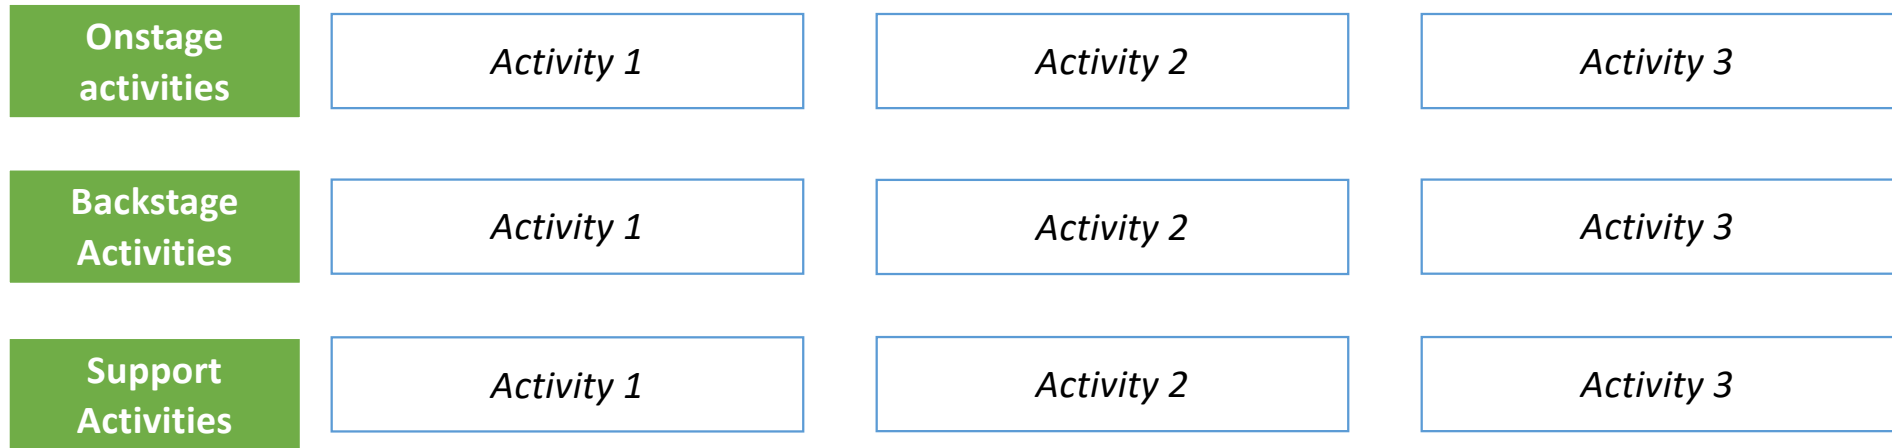 Onstage
activities
Activity 1
Activity 2
Activity 3
Backstage
Activities
Activity 1
Activity 2
Activity 3
Support
Activities
Activity 1
Activity 2
Activity 3